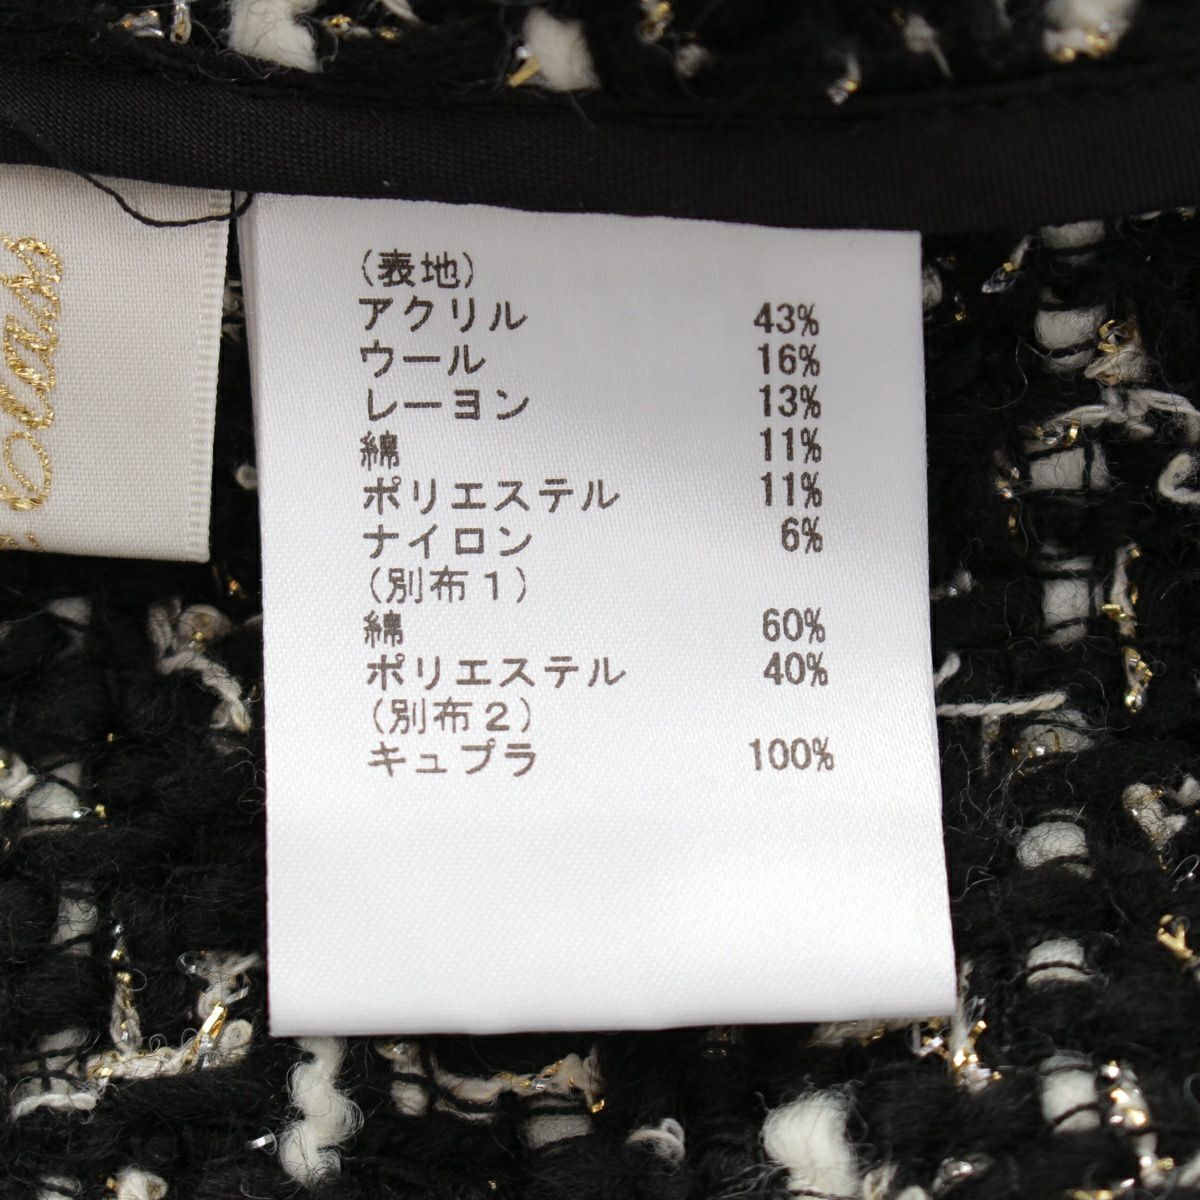 (表地)
アクリル 43%
ウール 16%
レーヨン 13%
綿 11%
ポリエステル 11%
ナイロン 6%
(別布1)
綿 60%
ポリエステル 40%
(別布2)
キュプラ 100%
Class